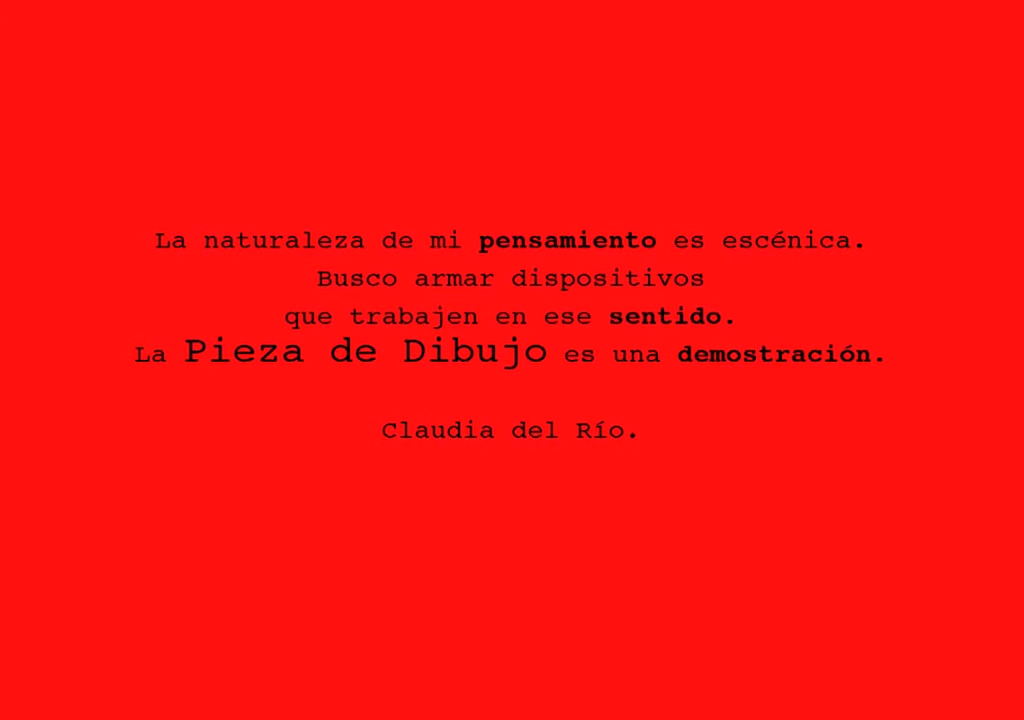 La naturaleza de mi pensamiento es escénica.
Busco armar dispositivos
que trabajen en ese sentido.
La Pieza de Dibujo es una demostración.
Claudia del Río.